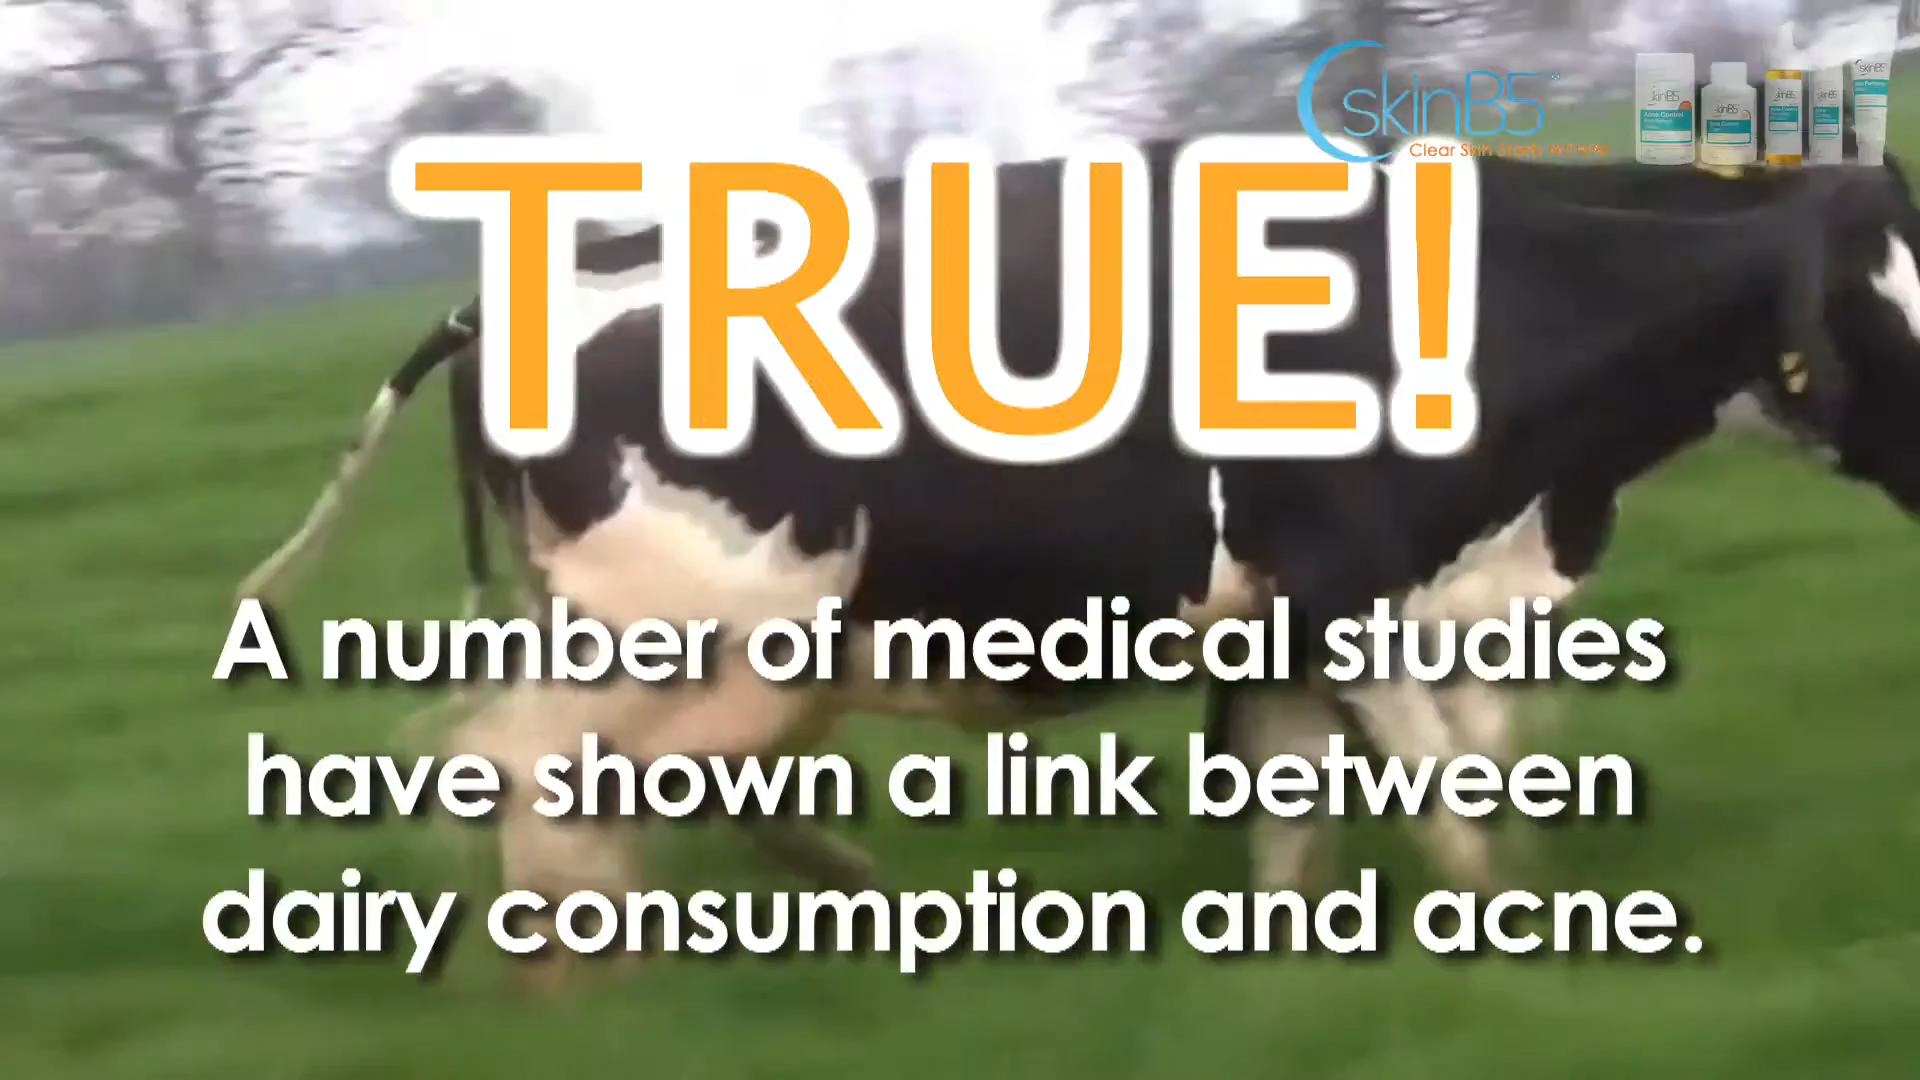 skinB5
Clear Skin Starts WITHIN
TRUE!
A number of medical studies
have shown a link between
dairy consumption and acne.